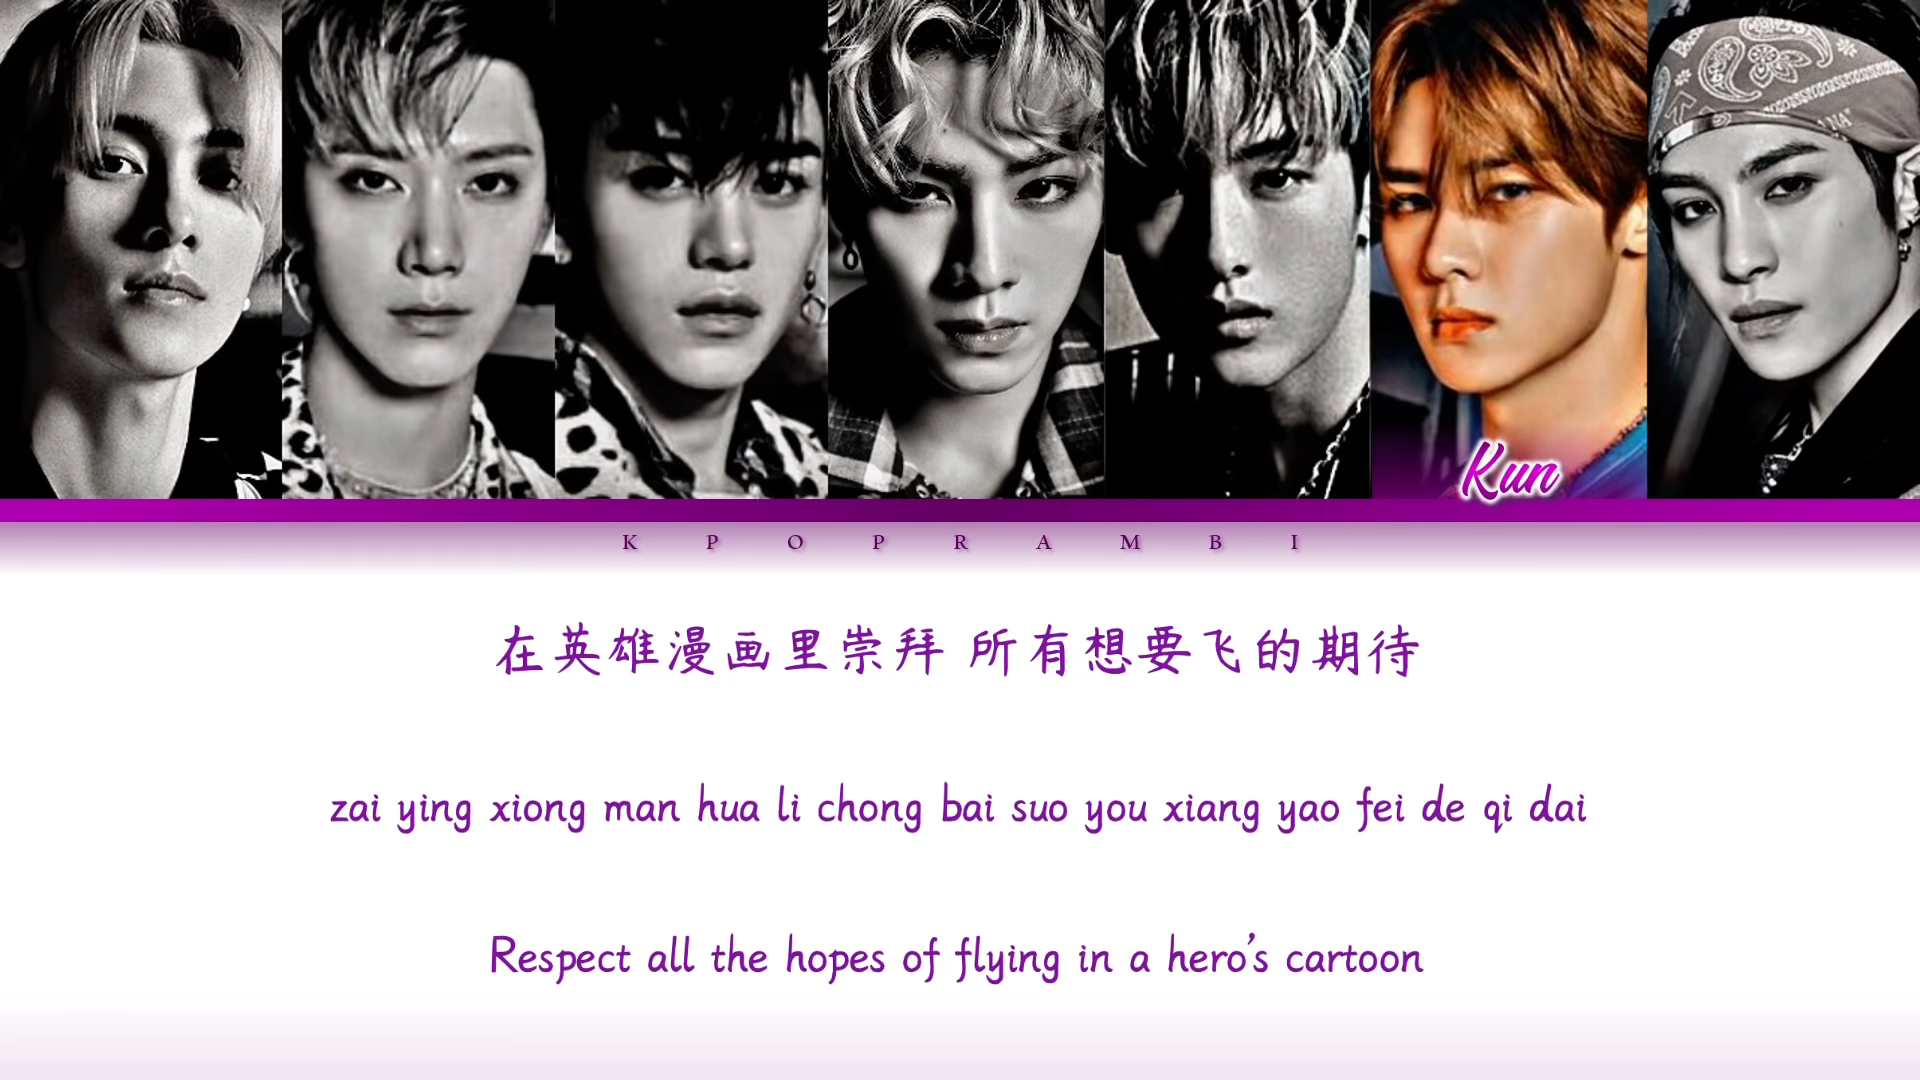 Kun
KPOPRAMBI
在英雄漫画里崇拜 所有想要飞的期待
zai ying xiong man hua li chong bai suo you xiang yao fei de qi dai
Respect all the hopes of flying in a hero's cartoon